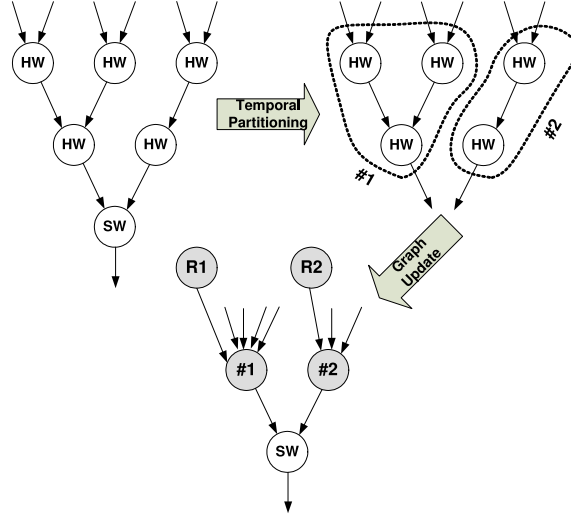 HW HW HW
HW HW
SW
Temporal
Partitioning
HW HW HW
HW HW
#1
#2
Graph
Update
R1 R2
#1 #2
SW